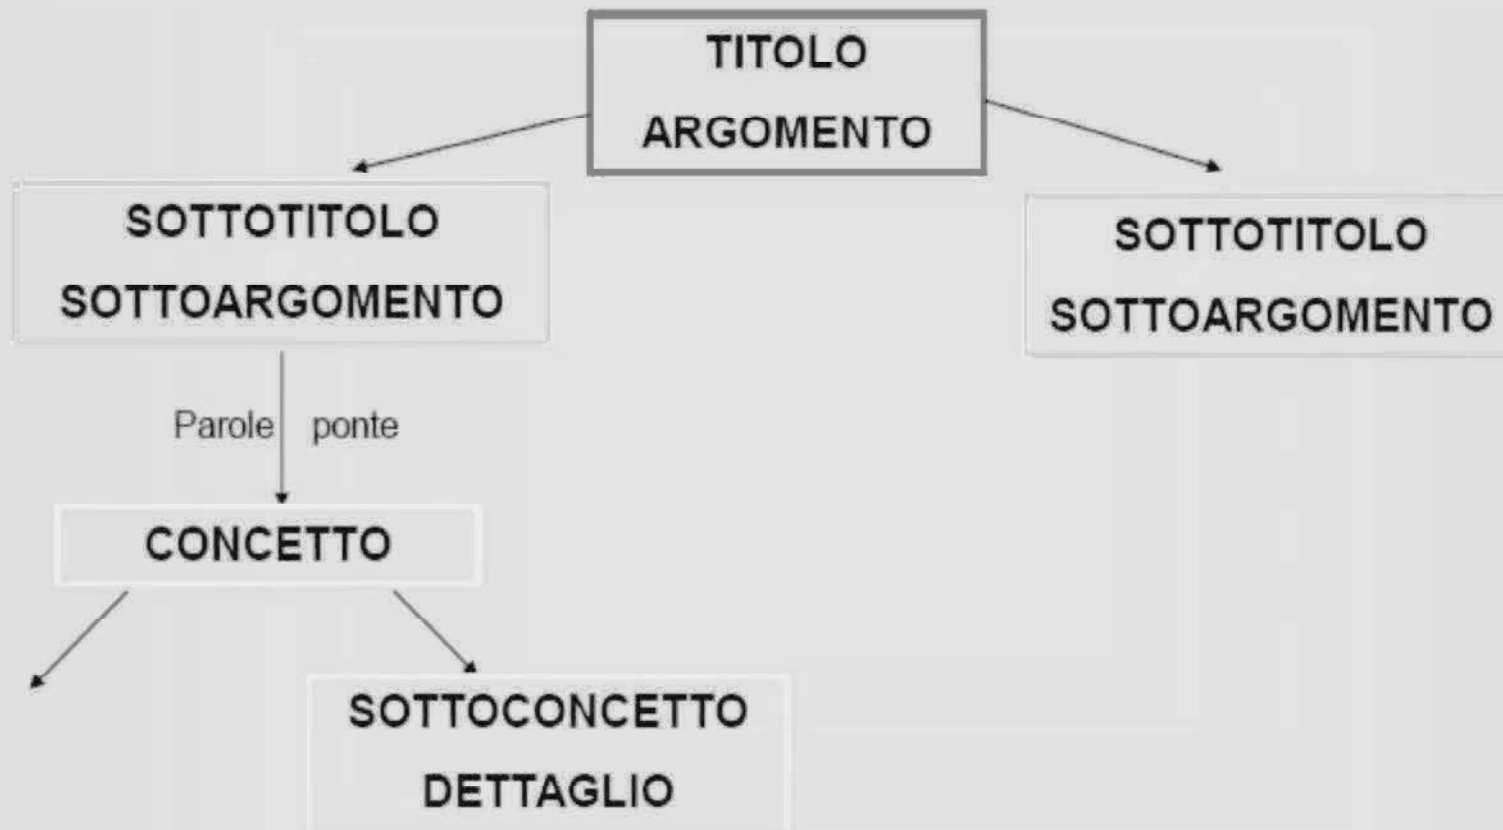 TITOLO
ARGOMENTO
SOTTOTITOLO
SOTTOARGOMENTO
SOTTOTITOLO
SOTTOARGOMENTO
Parole ponte
CONCETTO
SOTTOCONCETTO
DETTAGLIO